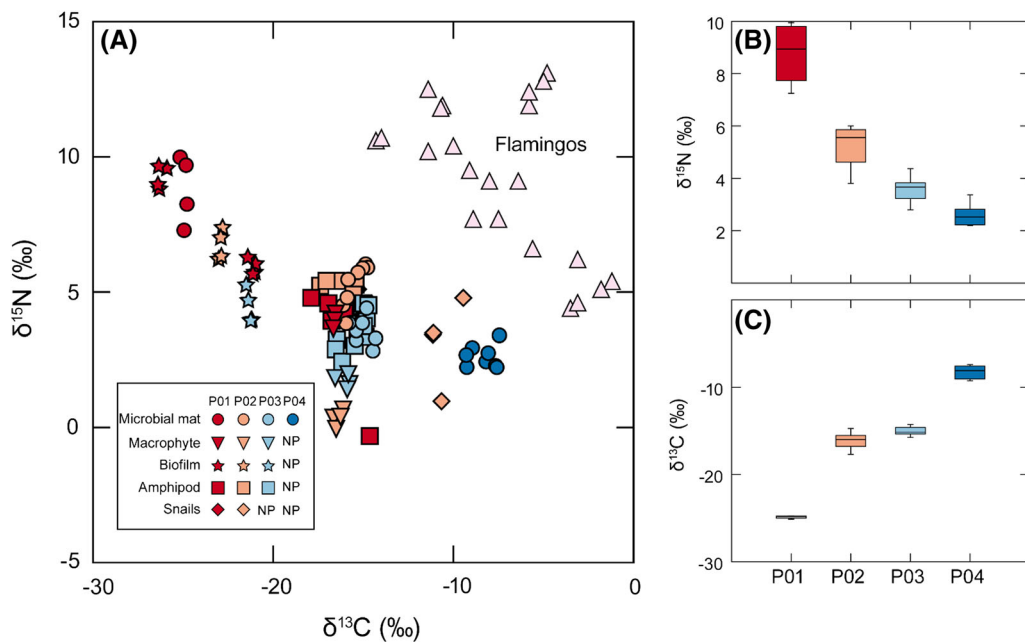 (A)
15
10
5
0
-5
δ¹⁵N (‰)
Flamingos
P01 P02 P03 P04
Microbial mat
Macrophyte NP
Biofilm NP
Amphipod NP
Snails NP NP
-30 -20 -10 0
δ¹³C (‰)
(B)
10
8
6
4
2
δ¹⁵N (‰)
(C)
-10
-20
-30
δ¹³C (‰)
P01 P02 P03 P04